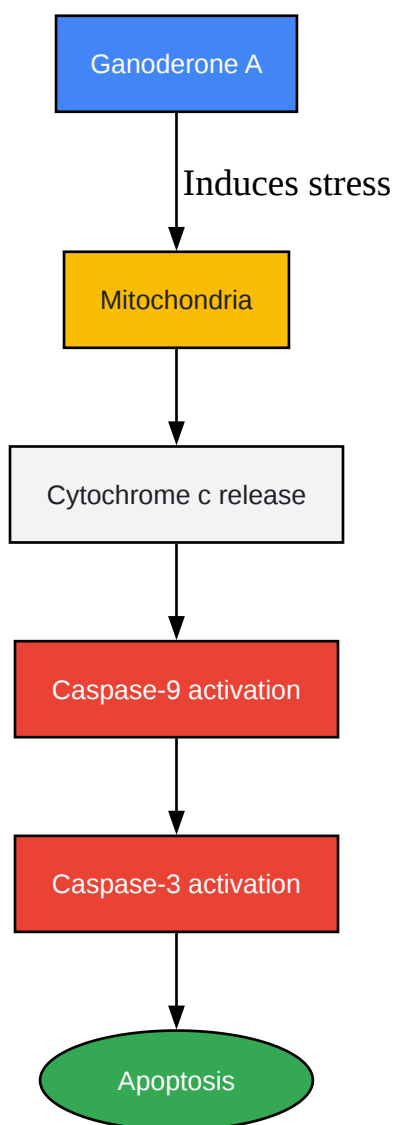 Ganoderone A
Induces stress
Mitochondria
Cytochrome c release
Caspase-9 activation
Caspase-3 activation
Apoptosis